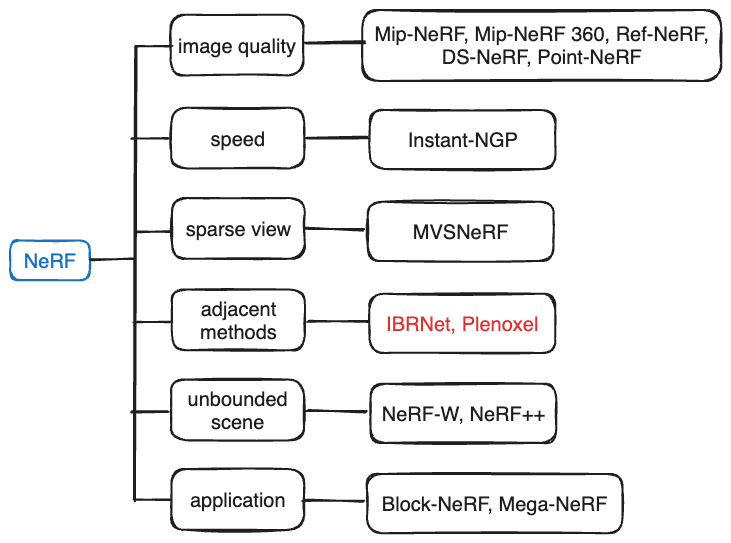 image quality
Mip-NeRF, Mip-NeRF 360, Ref-NeRF,
DS-NeRF, Point-NeRF
speed
Instant-NGP
sparse view
MVSNeRF
NeRF
adjacent
methods
IBRNet, Plenoxel
unbounded
scene
NeRF-W, NeRF++
application
Block-NeRF, Mega-NeRF